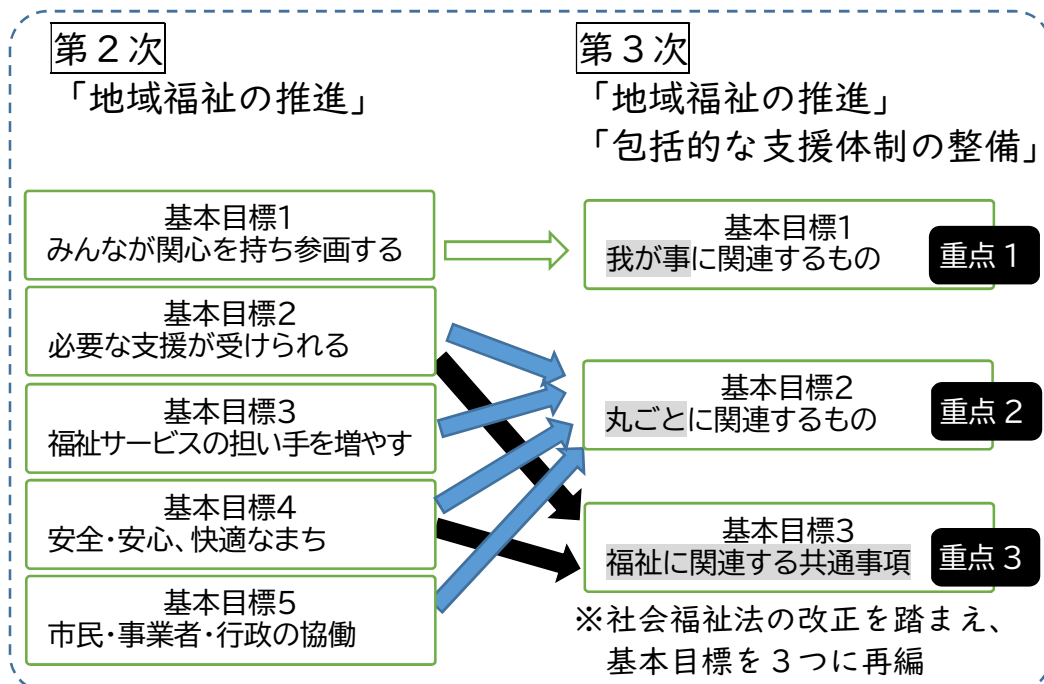 第２次
「地域福祉の推進」
基本目標1
みんなが関心を持ち参画する
基本目標2
必要な支援が受けられる
基本目標3
福祉サービスの担い手を増やす
基本目標4
安全・安心、快適なまち
基本目標5
市民・事業者・行政の協働
第３次
「地域福祉の推進」
「包括的な支援体制の整備」
基本目標1
我が事に関連するもの
重点１
基本目標2
丸ごとに関連するもの
重点２
基本目標3
福祉に関連する共通事項
重点３
※社会福祉法の改正を踏まえ、
基本目標を３つに再編